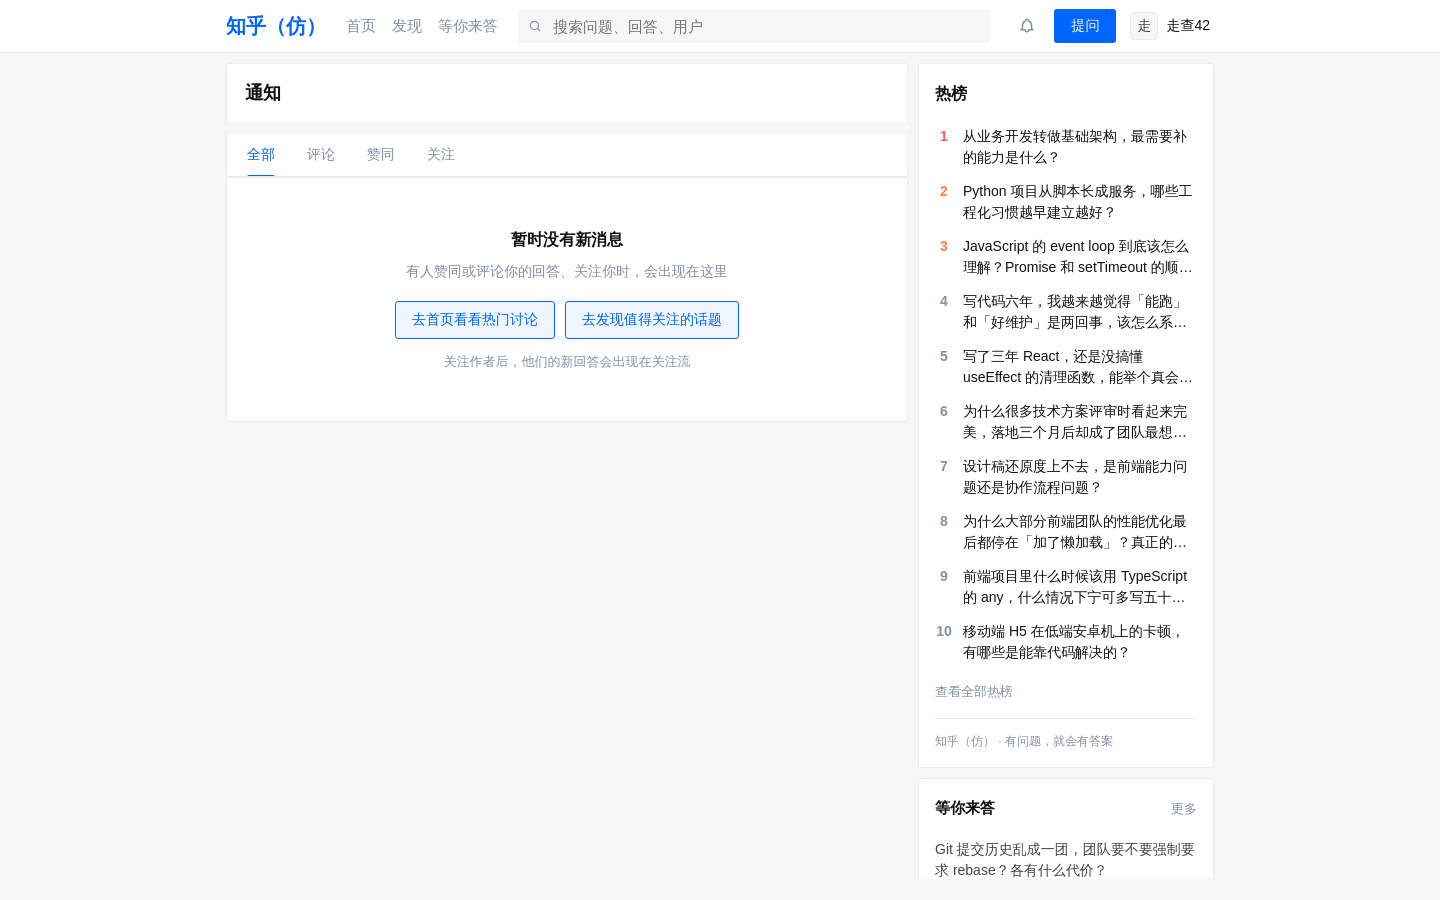 知乎（仿） 首页 发现 等你来答 搜索问题、回答、用户 提问 走 走查42
通知
全部 评论 赞同 关注
暂时没有新消息
有人赞同或评论你的回答、关注你时，会出现在这里
去首页看看热门讨论 去发现值得关注的话题
关注作者后，他们的新回答会出现在关注流
热榜
1 从业务开发转做基础架构，最需要补
的能力是什么？
2 Python 项目从脚本长成服务，哪些工
程化习惯越早建立越好？
3 JavaScript 的 event loop 到底该怎么
理解？Promise 和 setTimeout 的顺…
4 写代码六年，我越来越觉得「能跑」
和「好维护」是两回事，该怎么系…
5 写了三年 React，还是没搞懂
useEffect 的清理函数，能举个真会…
6 为什么很多技术方案评审时看起来完
美，落地三个月后却成了团队最想…
7 设计稿还原度上不去，是前端能力问
题还是协作流程问题？
8 为什么大部分前端团队的性能优化最
后都停在「加了懒加载」？真正的…
9 前端项目里什么时候该用 TypeScript
的 any，什么情况下宁可多写五十…
10 移动端 H5 在低端安卓机上的卡顿，
有哪些是能靠代码解决的？
查看全部热榜
知乎（仿） · 有问题，就会有答案
等你来答 更多
Git 提交历史乱成一团，团队要不要强制要
求 rebase？各有什么代价？